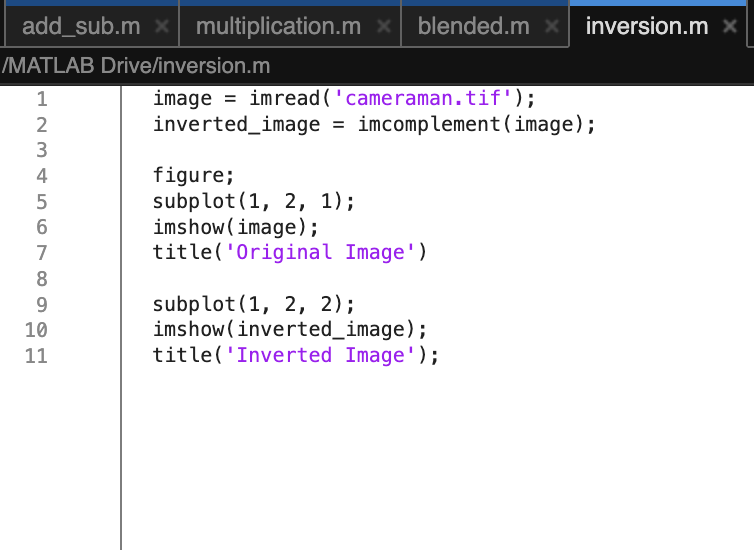 add_sub.m × multiplication.m × blended.m × inversion.m ×
/MATLAB Drive/inversion.m
1 image = imread('cameraman.tif');
2 inverted_image = imcomplement(image);
3
4 figure;
5 subplot(1, 2, 1);
6 imshow(image);
7 title('Original Image')
8
9 subplot(1, 2, 2);
10 imshow(inverted_image);
11 title('Inverted Image');